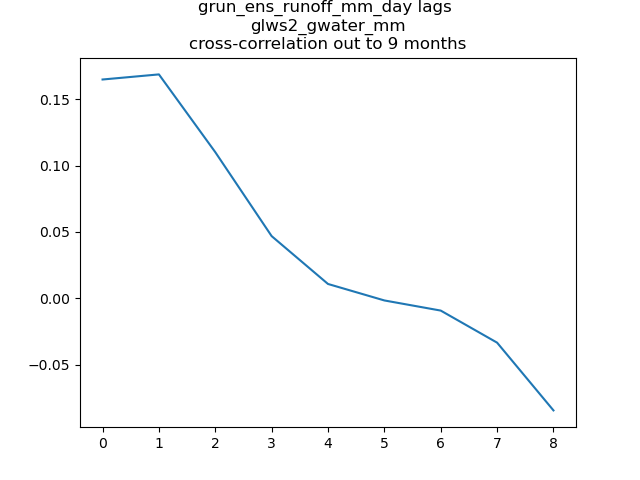 grun_ens_runoff_mm_day lags
glws2_gwater_mm
cross-correlation out to 9 months
0.15
0.10
0.05
0.00
−0.05
0 1 2 3 4 5 6 7 8